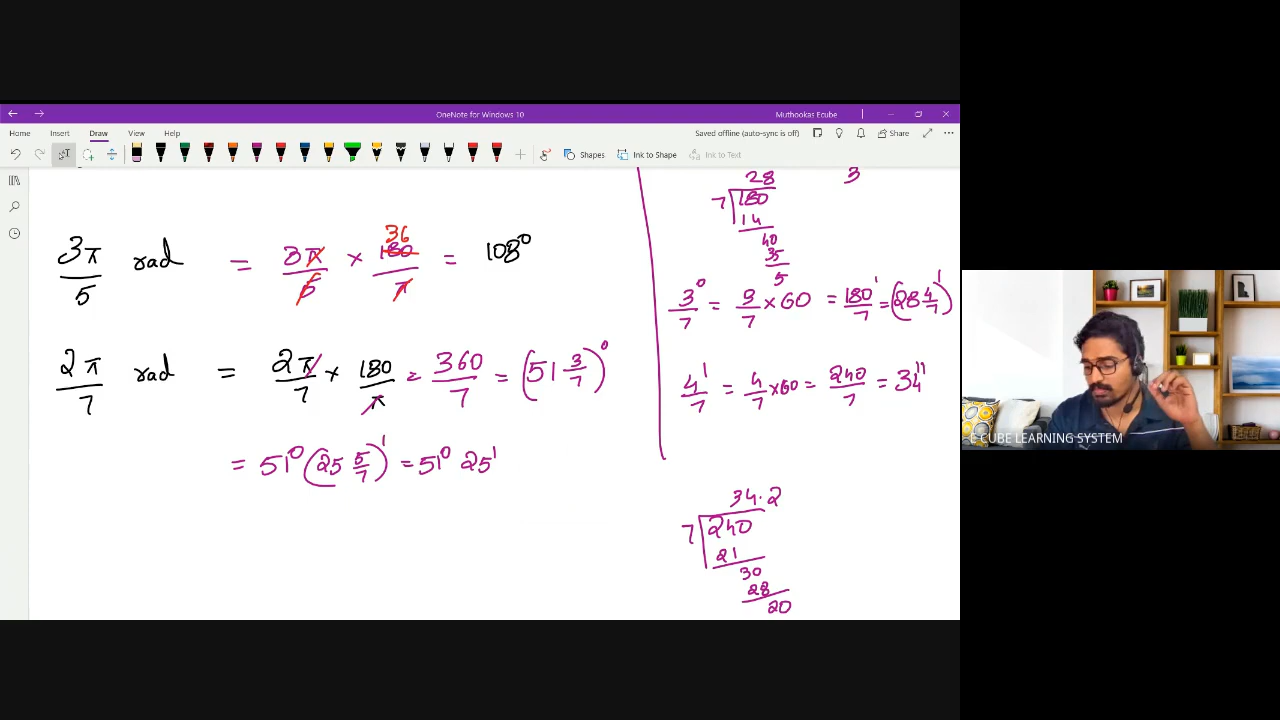 OneNote for Windows 10
Muthookas Ecube
Home Insert Draw View Help
Saved offline (auto-sync is off)
Share
Shapes
Ink to Shape
Ink to Text
3π/5 rad = 3π/5 × 180/π = 108°
36
2π/7 rad = 2π/7 × 180/π = 360/7 = (51 3/7)°
= 51° (25 5/7)' = 51° 25'
28
3
7 180
14
40
35
5
3/7° = 3/7 × 60 = 180/7' = (28 4/7)'
4/7' = 4/7 × 60 = 240/7 = 34"
34.2
7 240
21
30
28
20
E CUBE LEARNING SYSTEM